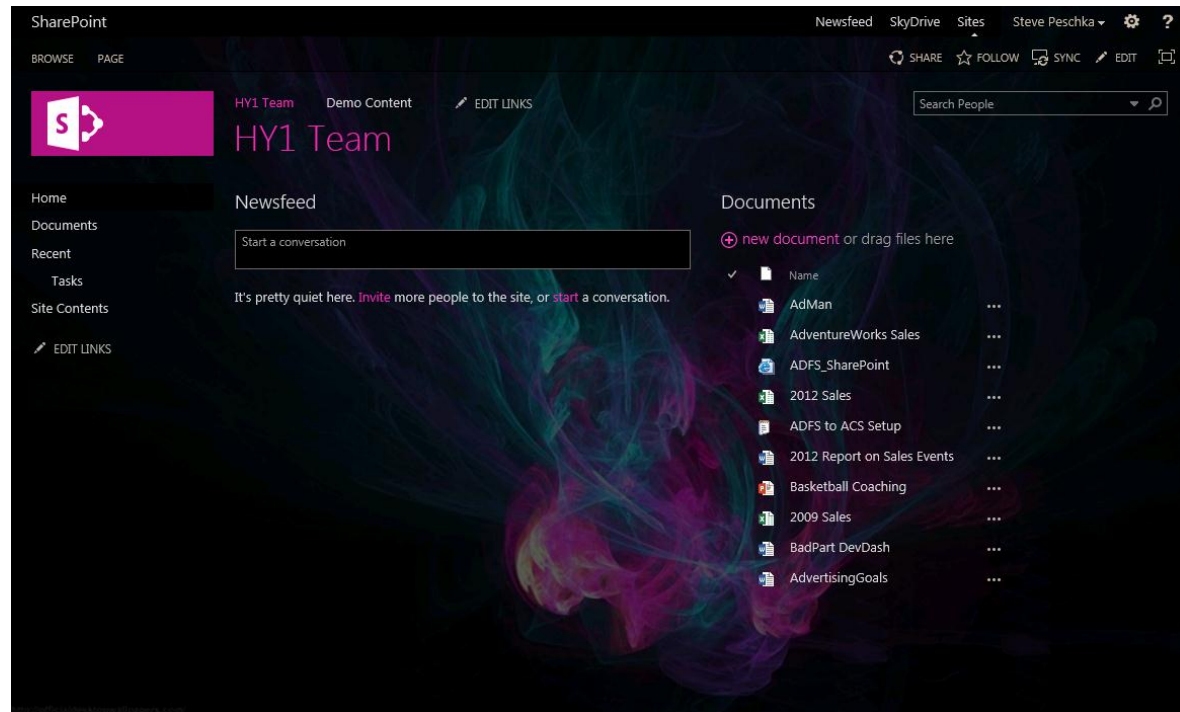 SharePoint
Newsfeed SkyDrive Sites Steve Peschka ?
BROWSE PAGE
SHARE FOLLOW SYNC EDIT
S
HY1 Team Demo Content EDIT LINKS
Search People
HY1 Team
Home
Documents
Recent
Tasks
Site Contents
EDIT LINKS
Newsfeed
Start a conversation
It's pretty quiet here. Invite more people to the site, or start a conversation.
Documents
new document or drag files here
Name
AdMan ...
AdventureWorks Sales ...
ADFS_SharePoint ...
2012 Sales ...
ADFS to ACS Setup ...
2012 Report on Sales Events ...
Basketball Coaching ...
2009 Sales ...
BadPart DevDash ...
AdvertisingGoals ...